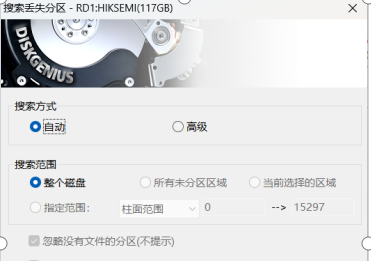 搜索丢失分区 - RD1:HIKSEMI(117GB)
DISKGENIUS
搜索方式
自动 高级
搜索范围
整个磁盘 所有未分区区域 当前选择的区域
指定范围: 柱面范围 0 --> 15297
忽略没有文件的分区(不提示)